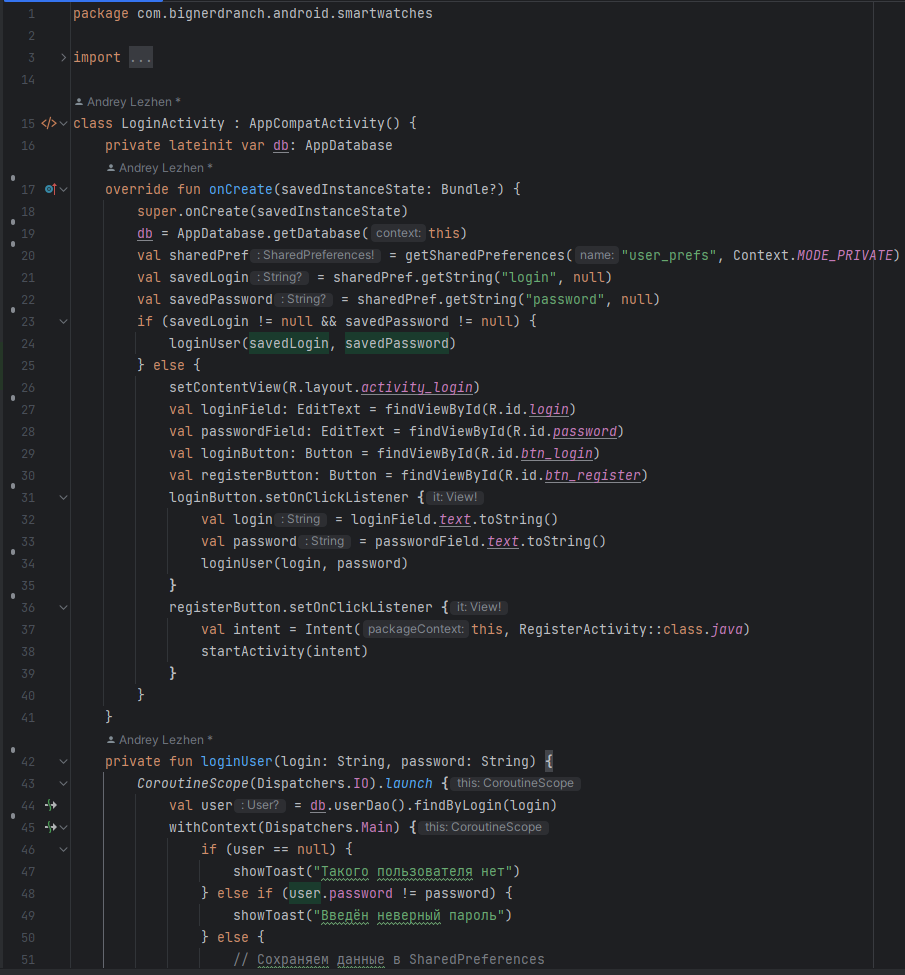 1 package com.bignerdranch.android.smartwatches
2
3 import ...
14
Andrey Lezhen *
15 </> class LoginActivity : AppCompatActivity() {
16 private lateinit var db: AppDatabase
Andrey Lezhen *
17 override fun onCreate(savedInstanceState: Bundle?) {
18 super.onCreate(savedInstanceState)
19 db = AppDatabase.getDatabase( context: this)
20 val sharedPref : SharedPreferences! = getSharedPreferences( name: "user_prefs", Context.MODE_PRIVATE)
21 val savedLogin : String? = sharedPref.getString("login", null)
22 val savedPassword : String? = sharedPref.getString("password", null)
23 if (savedLogin != null && savedPassword != null) {
24 loginUser(savedLogin, savedPassword)
25 } else {
26 setContentView(R.layout.activity_login)
27 val loginField: EditText = findViewById(R.id.login)
28 val passwordField: EditText = findViewById(R.id.password)
29 val loginButton: Button = findViewById(R.id.btn_login)
30 val registerButton: Button = findViewById(R.id.btn_register)
31 loginButton.setOnClickListener { it: View!
32 val login : String = loginField.text.toString()
33 val password : String = passwordField.text.toString()
34 loginUser(login, password)
35 }
36 registerButton.setOnClickListener { it: View!
37 val intent = Intent( packageContext: this, RegisterActivity::class.java)
38 startActivity(intent)
39 }
40 }
41 }
Andrey Lezhen *
42 private fun loginUser(login: String, password: String) {
43 CoroutineScope(Dispatchers.IO).launch { this: CoroutineScope
44 val user : User? = db.userDao().findByLogin(login)
45 withContext(Dispatchers.Main) { this: CoroutineScope
46 if (user == null) {
47 showToast("Такого пользователя нет")
48 } else if (user.password != password) {
49 showToast("Введён неверный пароль")
50 } else {
51 // Сохраняем данные в SharedPreferences